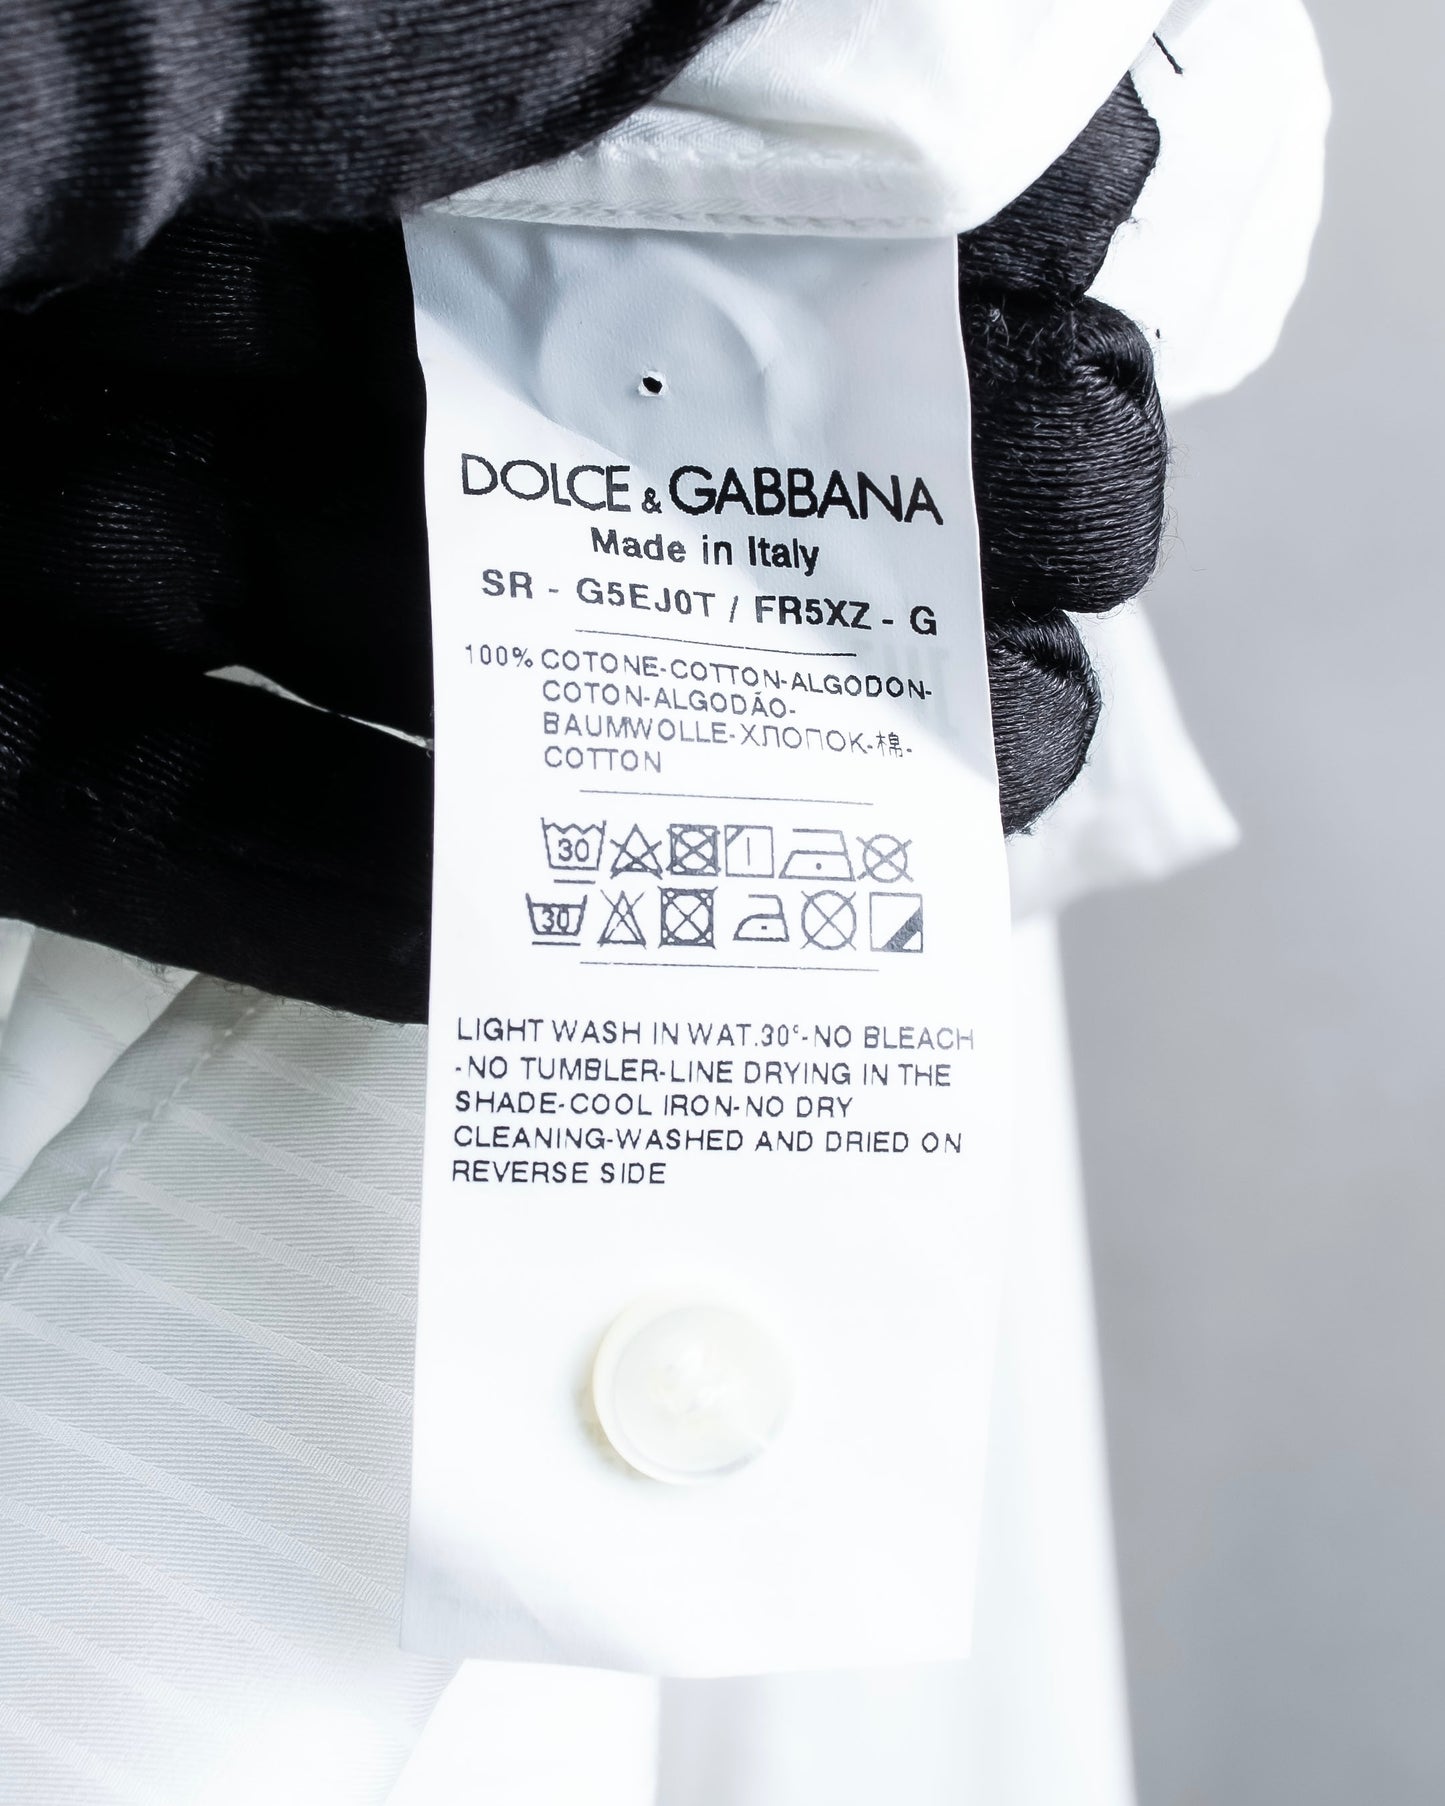 DOLCE & GABBANA
Made in Italy
SR - G5EJ0T / FR5XZ - G
100% COTONE-COTTON-ALGODON-
COTON-ALGODÃO-
BAUMWOLLE-ХЛОПОК-棉-
COTTON
30
30
LIGHT WASH IN WAT.30°-NO BLEACH
-NO TUMBLER-LINE DRYING IN THE
SHADE-COOL IRON-NO DRY
CLEANING-WASHED AND DRIED ON
REVERSE SIDE